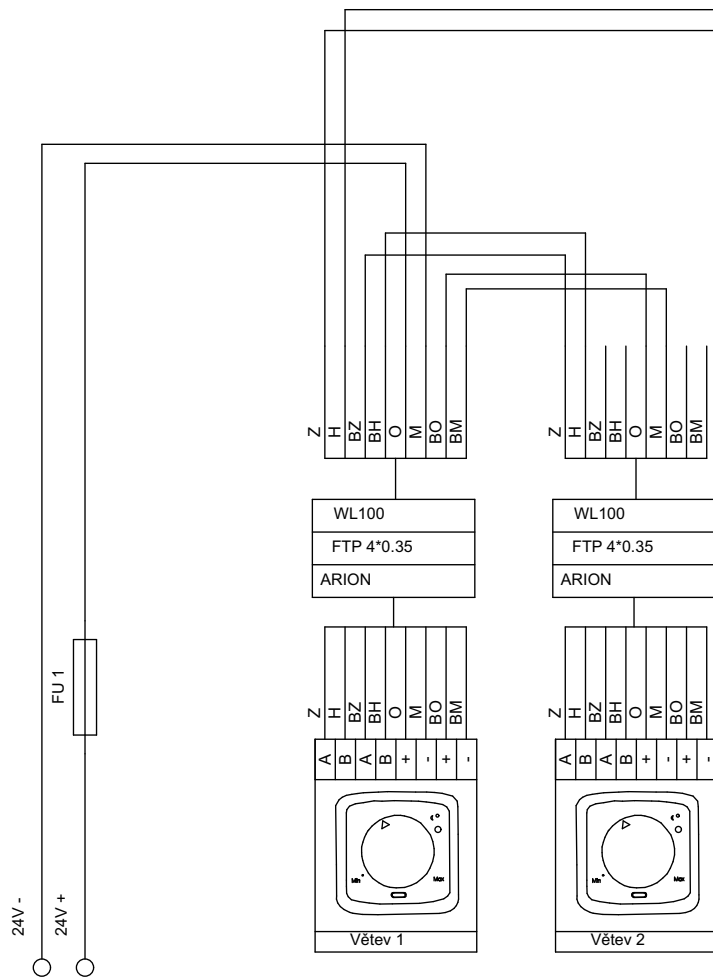 Z H BZ BH O M BO BM
Z H BZ BH O M BO BM
WL100
FTP 4*0.35
ARION
WL100
FTP 4*0.35
ARION
FU 1
Z H BZ BH O M BO BM
Z H BZ BH O M BO BM
A B A B + - + -
A B A B + - + -
Min Max
Min Max
24V -
24V +
Větev 1
Větev 2